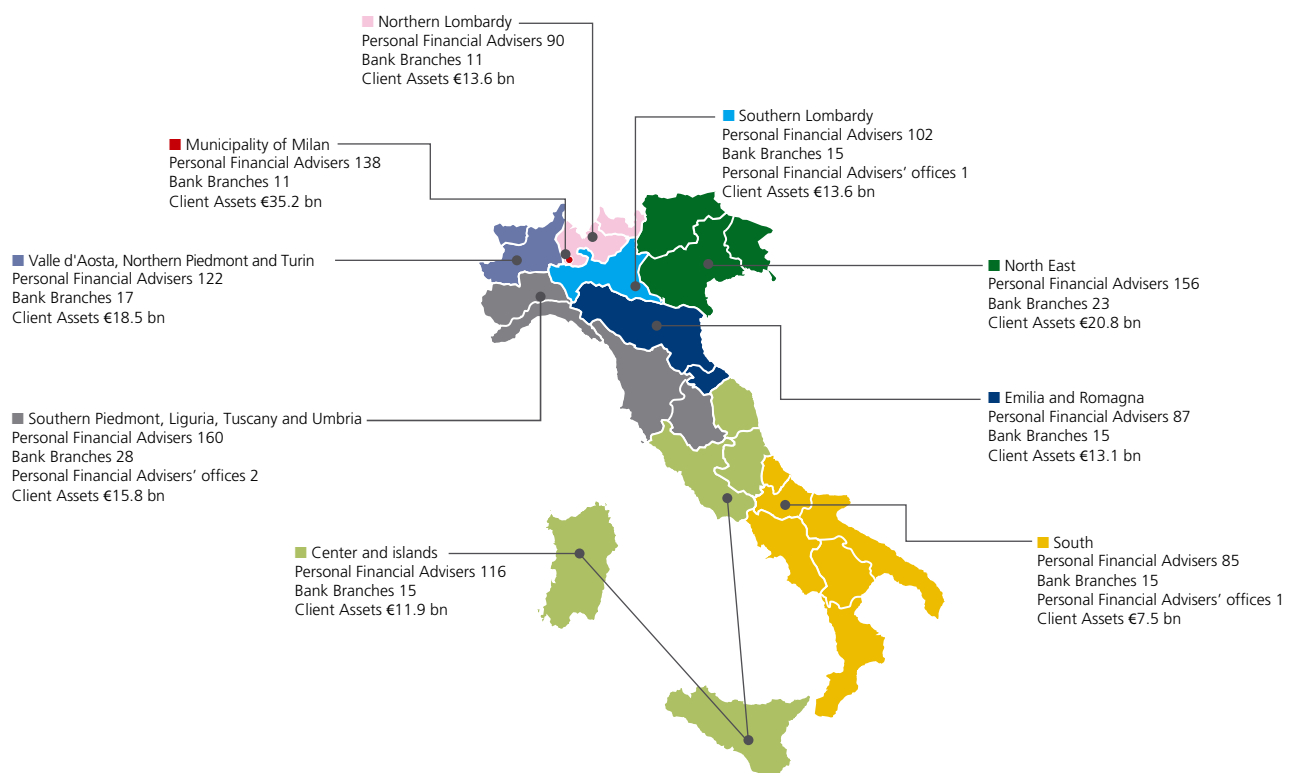 Northern Lombardy
Personal Financial Advisers 90
Bank Branches 11
Client Assets €13.6 bn
Southern Lombardy
Personal Financial Advisers 102
Bank Branches 15
Personal Financial Advisers’ offices 1
Client Assets €13.6 bn
Municipality of Milan
Personal Financial Advisers 138
Bank Branches 11
Client Assets €35.2 bn
Valle d'Aosta, Northern Piedmont and Turin
Personal Financial Advisers 122
Bank Branches 17
Client Assets €18.5 bn
North East
Personal Financial Advisers 156
Bank Branches 23
Client Assets €20.8 bn
Southern Piedmont, Liguria, Tuscany and Umbria
Personal Financial Advisers 160
Bank Branches 28
Personal Financial Advisers’ offices 2
Client Assets €15.8 bn
Emilia and Romagna
Personal Financial Advisers 87
Bank Branches 15
Client Assets €13.1 bn
Center and islands
Personal Financial Advisers 116
Bank Branches 15
Client Assets €11.9 bn
South
Personal Financial Advisers 85
Bank Branches 15
Personal Financial Advisers’ offices 1
Client Assets €7.5 bn